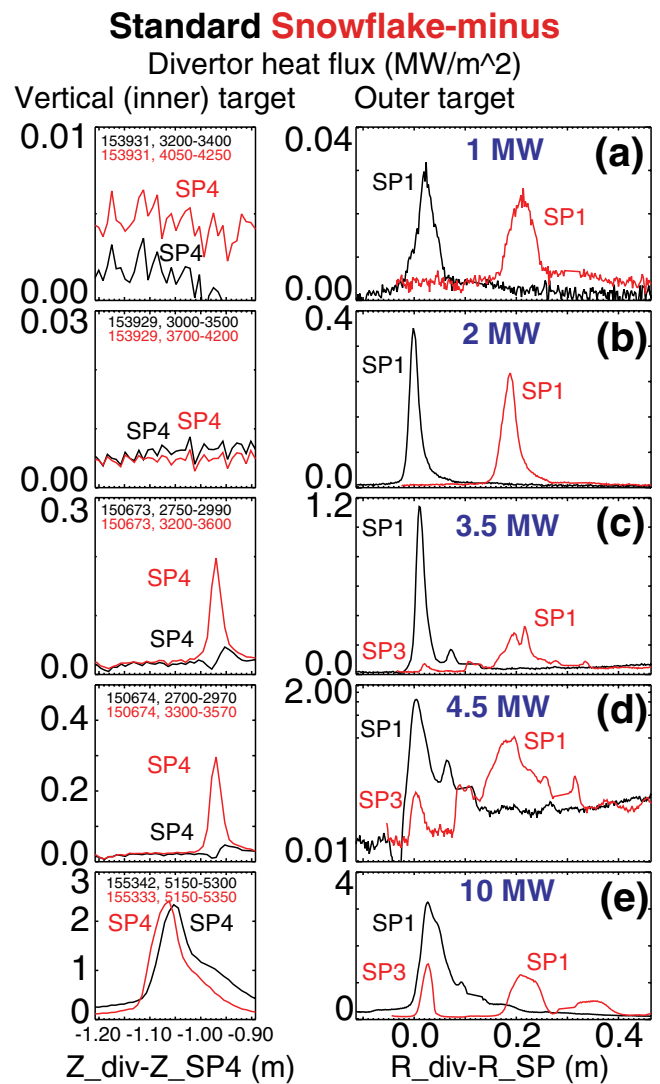 Standard Snowflake-minus
Divertor heat flux (MW/m^2)
Vertical (inner) target Outer target
0.01
153931, 3200-3400
153931, 4050-4250
SP4
SP4
0.00
0.04
1 MW (a)
SP1
SP1
0.00
0.03
153929, 3000-3500
153929, 3700-4200
SP4 SP4
0.00
0.4
2 MW (b)
SP1
SP1
0.0
0.3
150673, 2750-2990
150673, 3200-3600
SP4
SP4
0.0
1.2
SP1
3.5 MW (c)
SP3
SP1
0.0
0.4
150674, 2700-2970
150674, 3300-3570
SP4
0.2
SP4
0.0
2.00
4.5 MW (d)
SP1
SP1
SP3
0.01
3
155342, 5150-5300
155333, 5150-5350
SP4 SP4
2
1
0
4
10 MW (e)
SP1
SP3
SP1
0
-1.20 -1.10 -1.00 -0.90
Z_div-Z_SP4 (m)
0.0 0.2 0.4
R_div-R_SP (m)